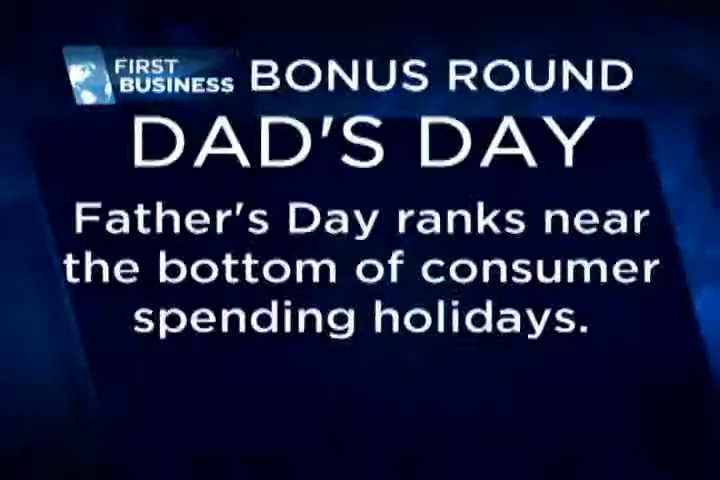 FIRST
BUSINESS BONUS ROUND
DAD'S DAY
Father's Day ranks near
the bottom of consumer
spending holidays.